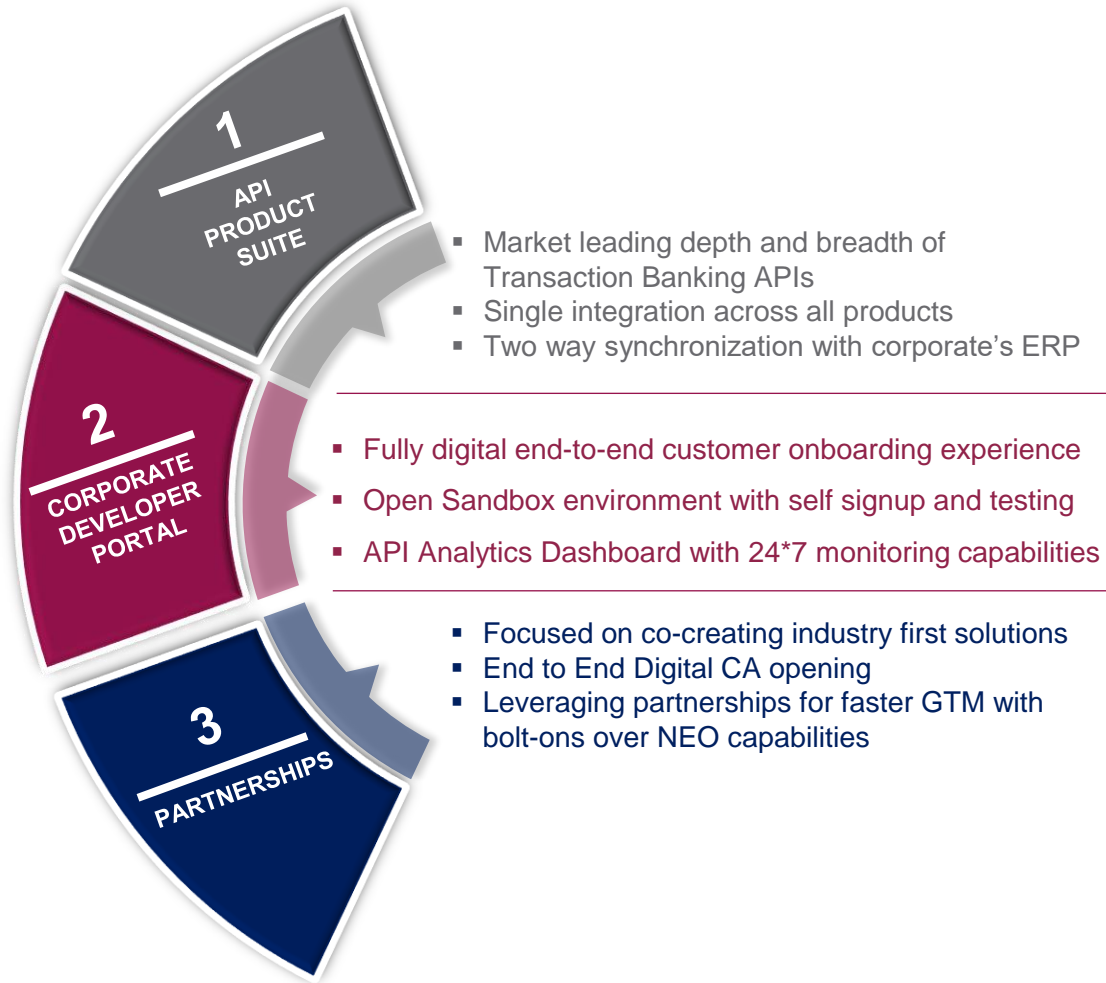 1
API
PRODUCT
SUITE
▪ Market leading depth and breadth of
Transaction Banking APIs
▪ Single integration across all products
▪ Two way synchronization with corporate’s ERP
2
CORPORATE
DEVELOPER
PORTAL
▪ Fully digital end-to-end customer onboarding experience
▪ Open Sandbox environment with self signup and testing
▪ API Analytics Dashboard with 24*7 monitoring capabilities
3
PARTNERSHIPS
▪ Focused on co-creating industry first solutions
▪ End to End Digital CA opening
▪ Leveraging partnerships for faster GTM with
bolt-ons over NEO capabilities